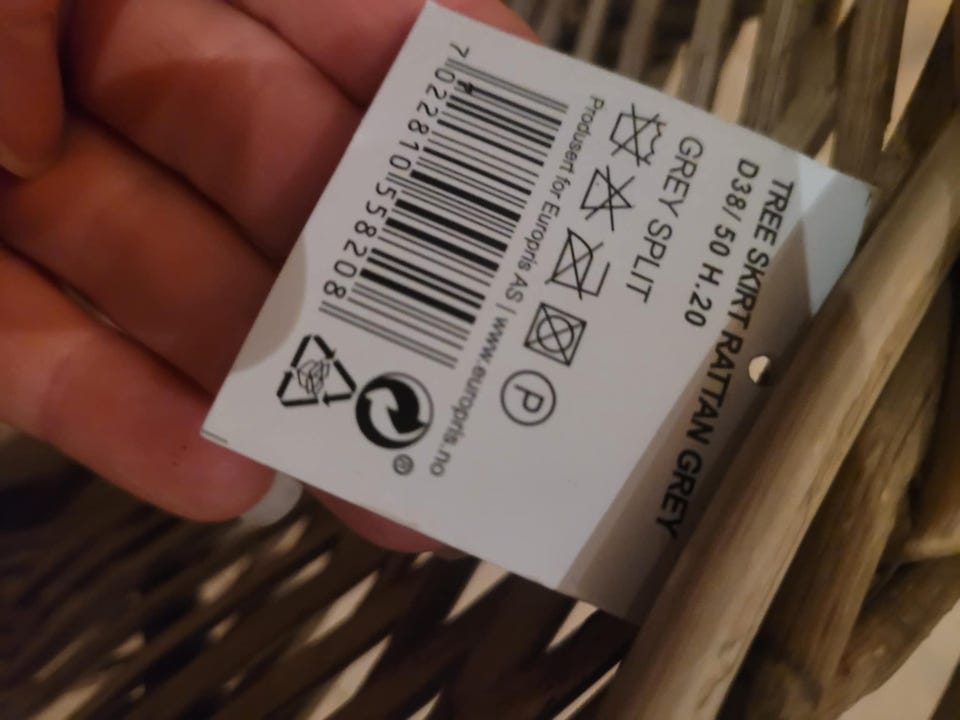 TREE SKIRT RATTAN GREY
D38/50 H.20
GREY SPLIT
P
Produsert for Europris AS | www.europris.no
7 022810 558208
®